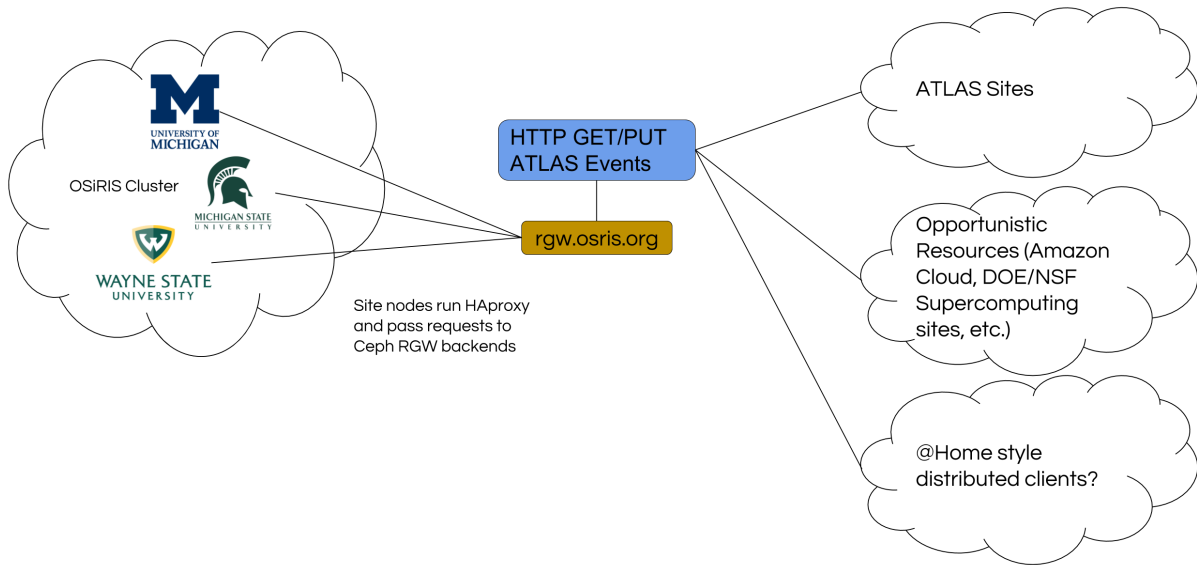 M
UNIVERSITY OF
MICHIGAN
OSiRIS Cluster
MICHIGAN STATE
UNIVERSITY
W
WAYNE STATE
UNIVERSITY
Site nodes run HAproxy
and pass requests to
Ceph RGW backends
HTTP GET/PUT
ATLAS Events
rgw.osris.org
ATLAS Sites
Opportunistic
Resources (Amazon
Cloud, DOE/NSF
Supercomputing
sites, etc.)
@Home style
distributed clients?